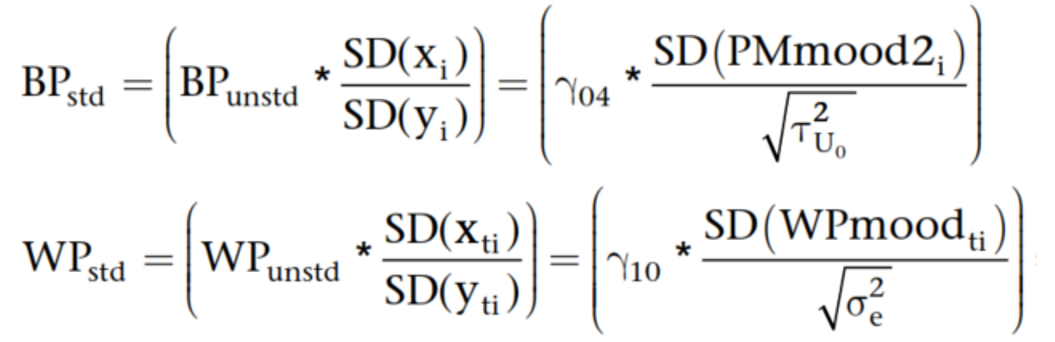 BP_std = (BP_unstd * SD(x_i) / SD(y_i)) = (γ_04 * SD(PMmood2_i) / √τ²_U₀)
WP_std = (WP_unstd * SD(x_ti) / SD(y_ti)) = (γ_10 * SD(WPmood_ti) / √σ²_e)